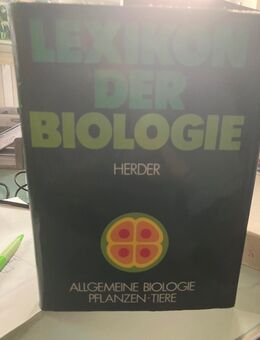 LEXIKON
DER
BIOLOGIE
HERDER
ALLGEMEINE BIOLOGIE
PFLANZEN·TIERE